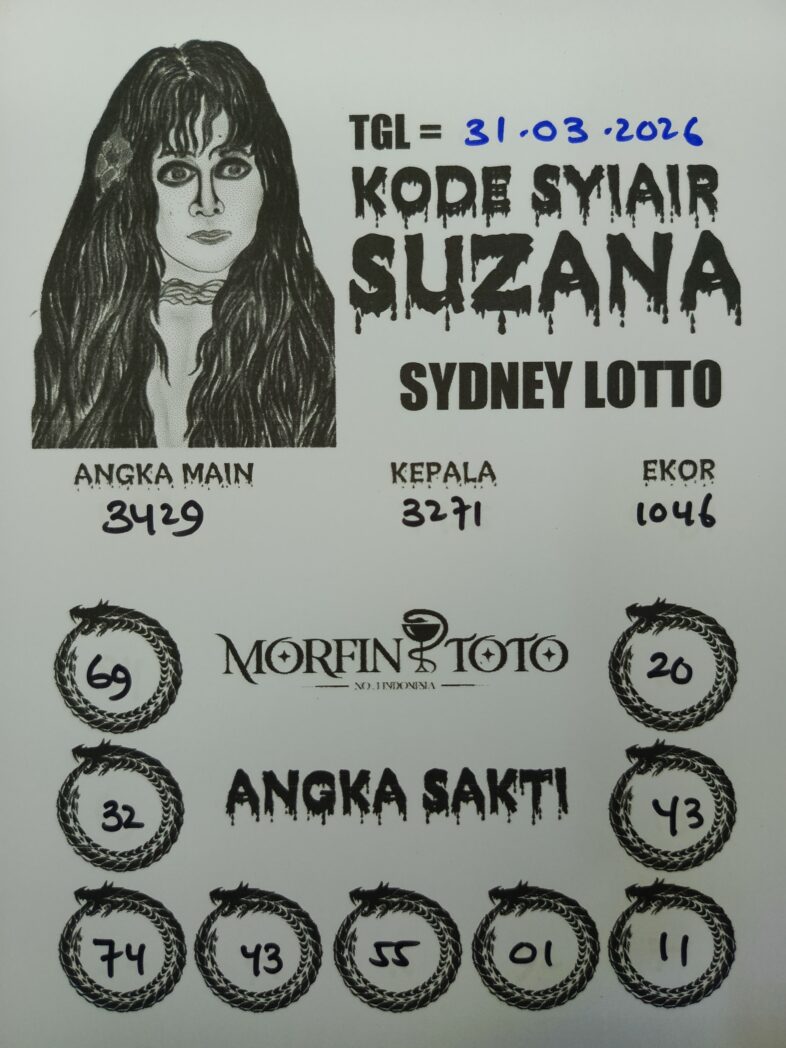 TGL = 31.03.2026
KODE SYIAIR
SUZANA
SYDNEY LOTTO
ANGKA MAIN KEPALA EKOR
3429 3271 1046
MORFIN TOTO
NO.1 INDONESIA
69 20
ANGKA SAKTI
32 43
74 43 55 01 11